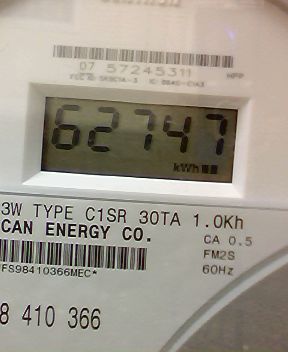 07 57245311
62747
kWh
3W TYPE C1SR 30TA 1.0Kh
CAN ENERGY CO.
CA 0.5
FM2S
*FS98410366MEC*
60Hz
8 410 366